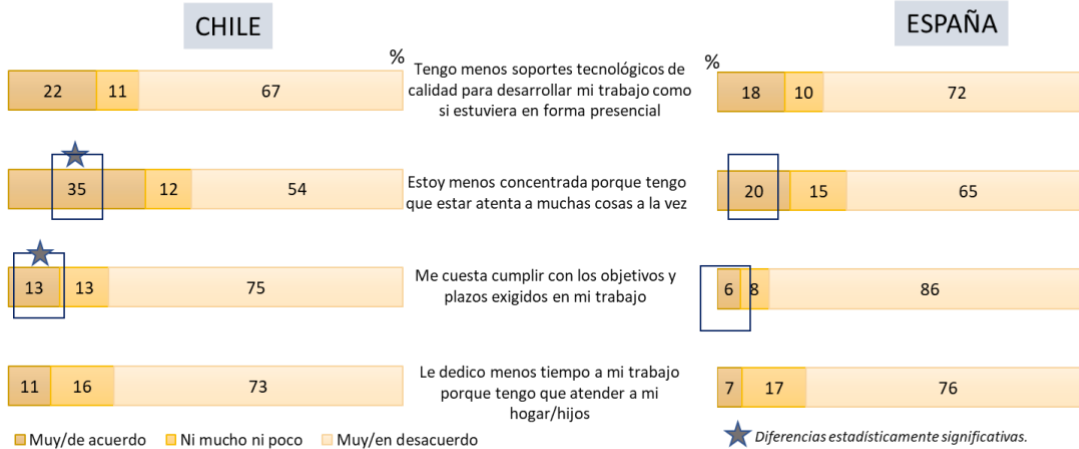 CHILE
ESPAÑA
%
%
22 11 67
Tengo menos soportes tecnológicos de
calidad para desarrollar mi trabajo como
si estuviera en forma presencial
18 10 72
35 12 54
Estoy menos concentrada porque tengo
que estar atenta a muchas cosas a la vez
20 15 65
13 13 75
Me cuesta cumplir con los objetivos y
plazos exigidos en mi trabajo
6 8 86
11 16 73
Le dedico menos tiempo a mi trabajo
porque tengo que atender a mi
hogar/hijos
7 17 76
Muy/de acuerdo Ni mucho ni poco Muy/en desacuerdo
Diferencias estadísticamente significativas.